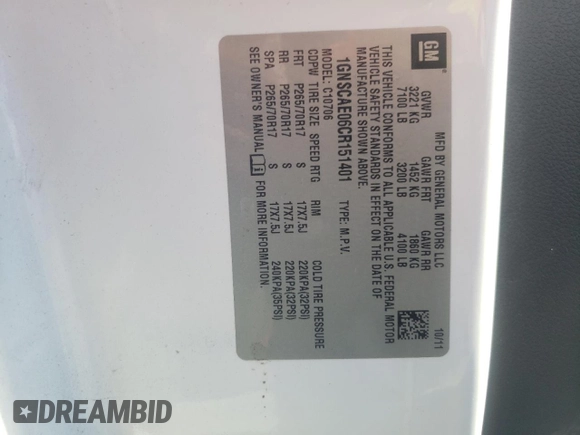 GM
MFD BY GENERAL MOTORS LLC
10/11
GVWR GAWR FRT GAWR RR
3221 KG 1452 KG 1860 KG
7100 LB 3200 LB 4100 LB
THIS VEHICLE CONFORMS TO ALL APPLICABLE U.S. FEDERAL MOTOR
VEHICLE SAFETY STANDARDS IN EFFECT ON THE DATE OF
MANUFACTURE SHOWN ABOVE.
1GNSCAE06CR151401 TYPE: M.P.V.
MODEL: C10706
CDPW TIRE SIZE SPEED RTG RIM COLD TIRE PRESSURE
FRT P265/70R17 S 17X7.5J 220KPA(32PSI)
RR P265/70R17 S 17X7.5J 220KPA(32PSI)
SPA P265/70R17 S 17X7.5J 240KPA(35PSI)
SEE OWNER'S MANUAL i FOR MORE INFORMATION.
DREAMBID